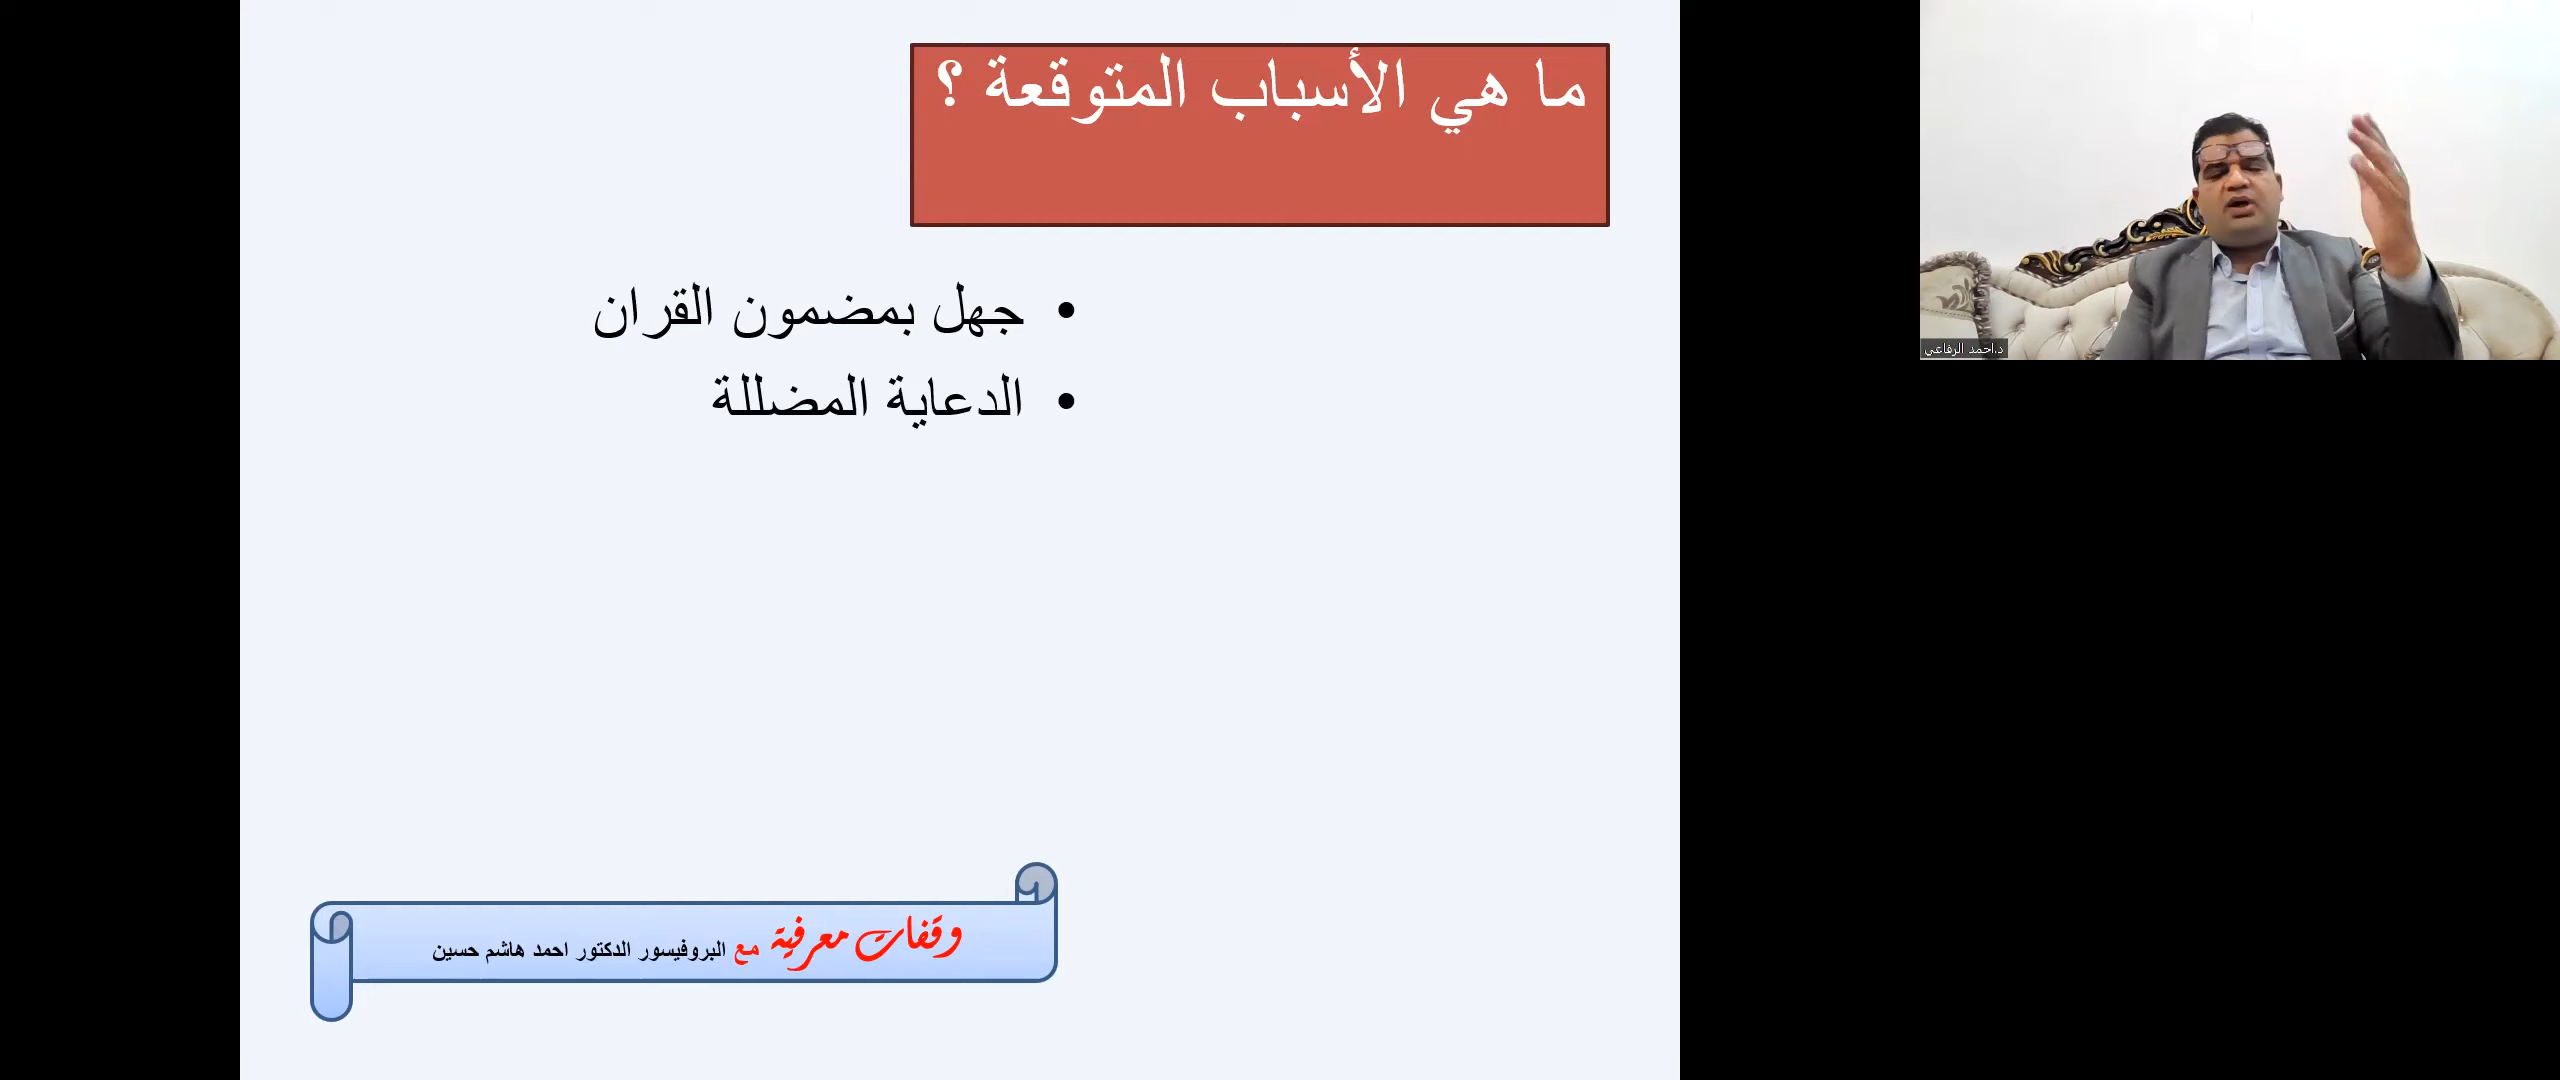 ما هي الأسباب المتوقعة ؟
• جهل بمضمون القران
• الدعاية المضللة
وقفات معرفية مع البروفيسور الدكتور احمد هاشم حسين
د.احمد الرفاعي